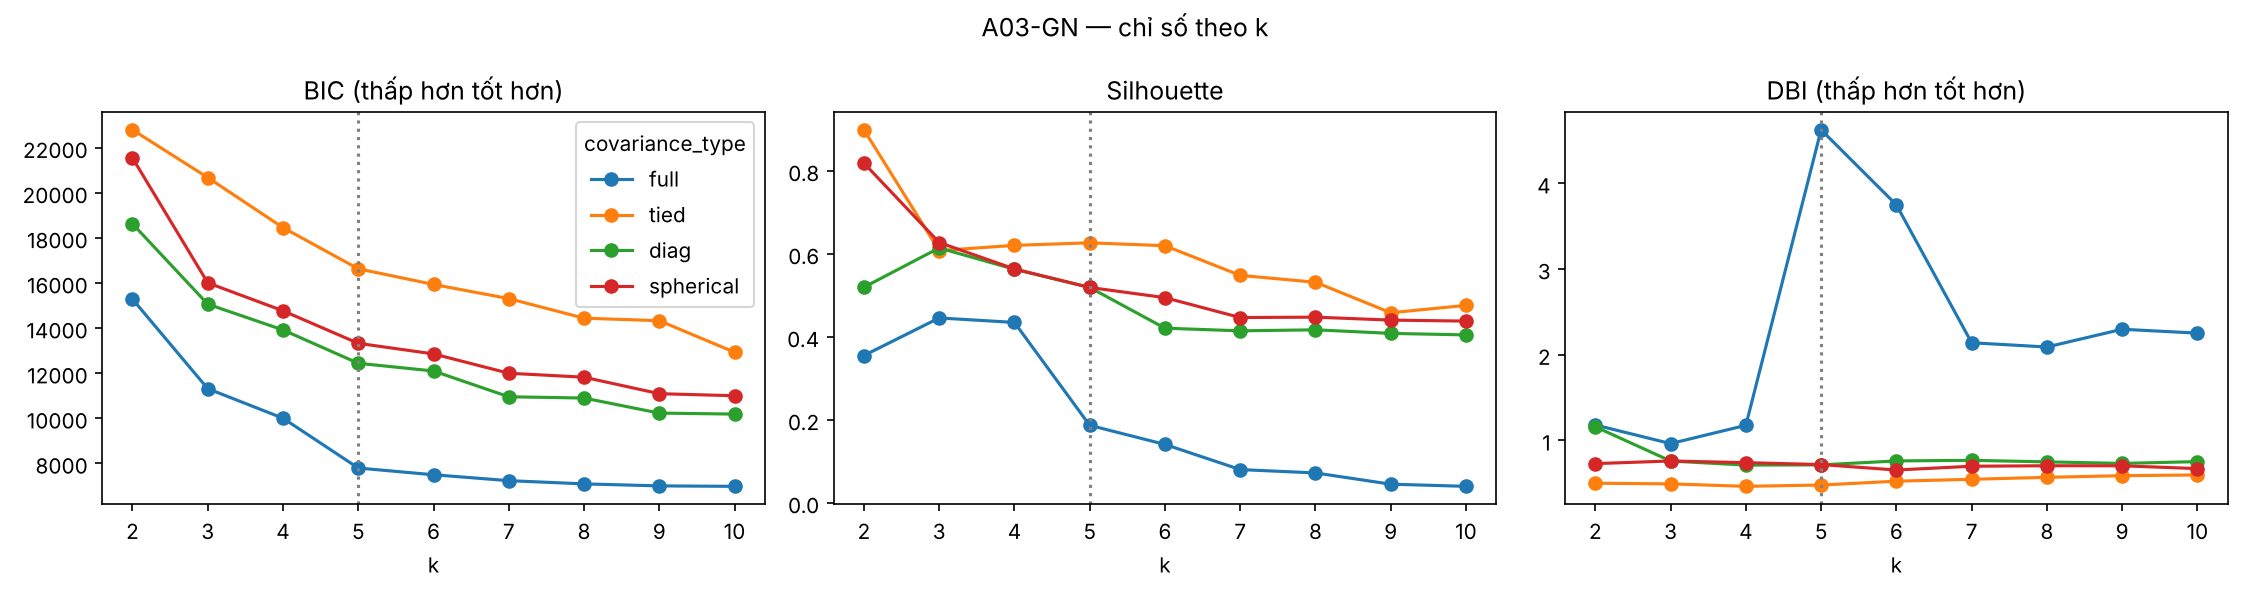 A03-GN — chỉ số theo k
BIC (thấp hơn tốt hơn)
22000
20000
18000
16000
14000
12000
10000
8000
2 3 4 5 6 7 8 9 10
k
covariance_type
full
tied
diag
spherical
Silhouette
0.8
0.6
0.4
0.2
0.0
2 3 4 5 6 7 8 9 10
k
DBI (thấp hơn tốt hơn)
4
3
2
1
2 3 4 5 6 7 8 9 10
k